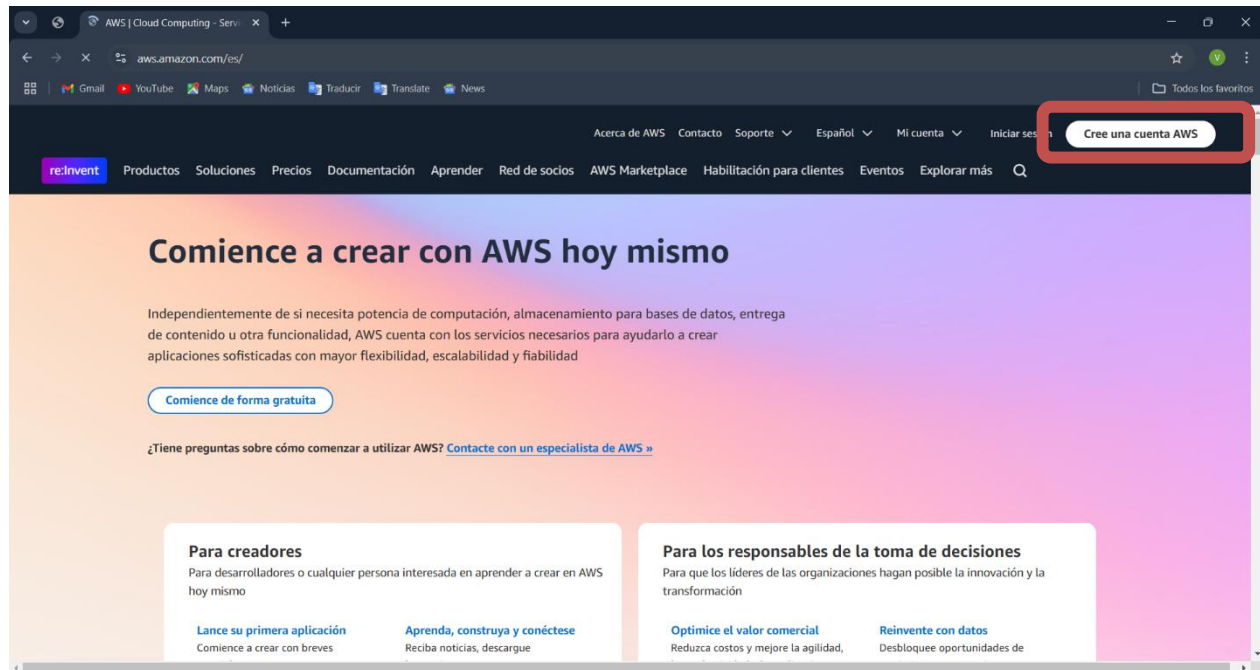 AWS | Cloud Computing - Servi
aws.amazon.com/es/
V
Gmail YouTube Maps Noticias Traducir Translate News Todos los favoritos
Acerca de AWS Contacto Soporte Español Mi cuenta Iniciar Cree una cuenta AWS
re:Invent Productos Soluciones Precios Documentación Aprender Red de socios AWS Marketplace Habilitación para clientes Eventos Explorar más
Comience a crear con AWS hoy mismo
Independientemente de si necesita potencia de computación, almacenamiento para bases de datos, entrega
de contenido u otra funcionalidad, AWS cuenta con los servicios necesarios para ayudarlo a crear
aplicaciones sofisticadas con mayor flexibilidad, escalabilidad y fiabilidad
Comience de forma gratuita
¿Tiene preguntas sobre cómo comenzar a utilizar AWS? Contacte con un especialista de AWS »
Para creadores
Para desarrolladores o cualquier persona interesada en aprender a crear en AWS
hoy mismo
Lance su primera aplicación
Comience a crear con breves
Aprenda, construya y conéctese
Reciba noticias, descargue
Para los responsables de la toma de decisiones
Para que los líderes de las organizaciones hagan posible la innovación y la
transformación
Optimice el valor comercial
Reduzca costos y mejore la agilidad,
Reinvente con datos
Desbloquee oportunidades de